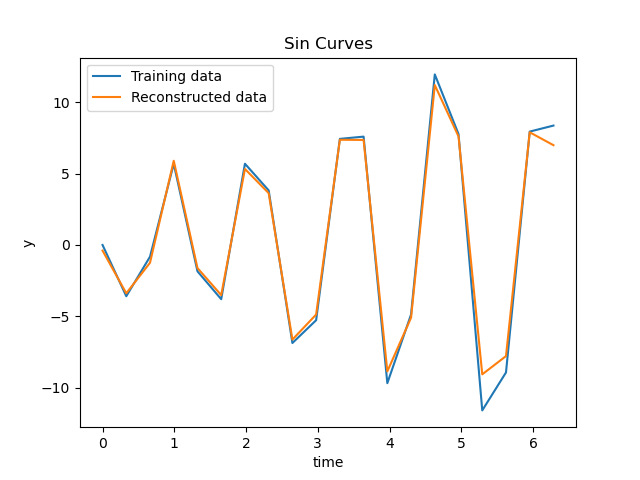 Sin Curves
Training data
Reconstructed data
10
5
0
−5
−10
y
0 1 2 3 4 5 6
time